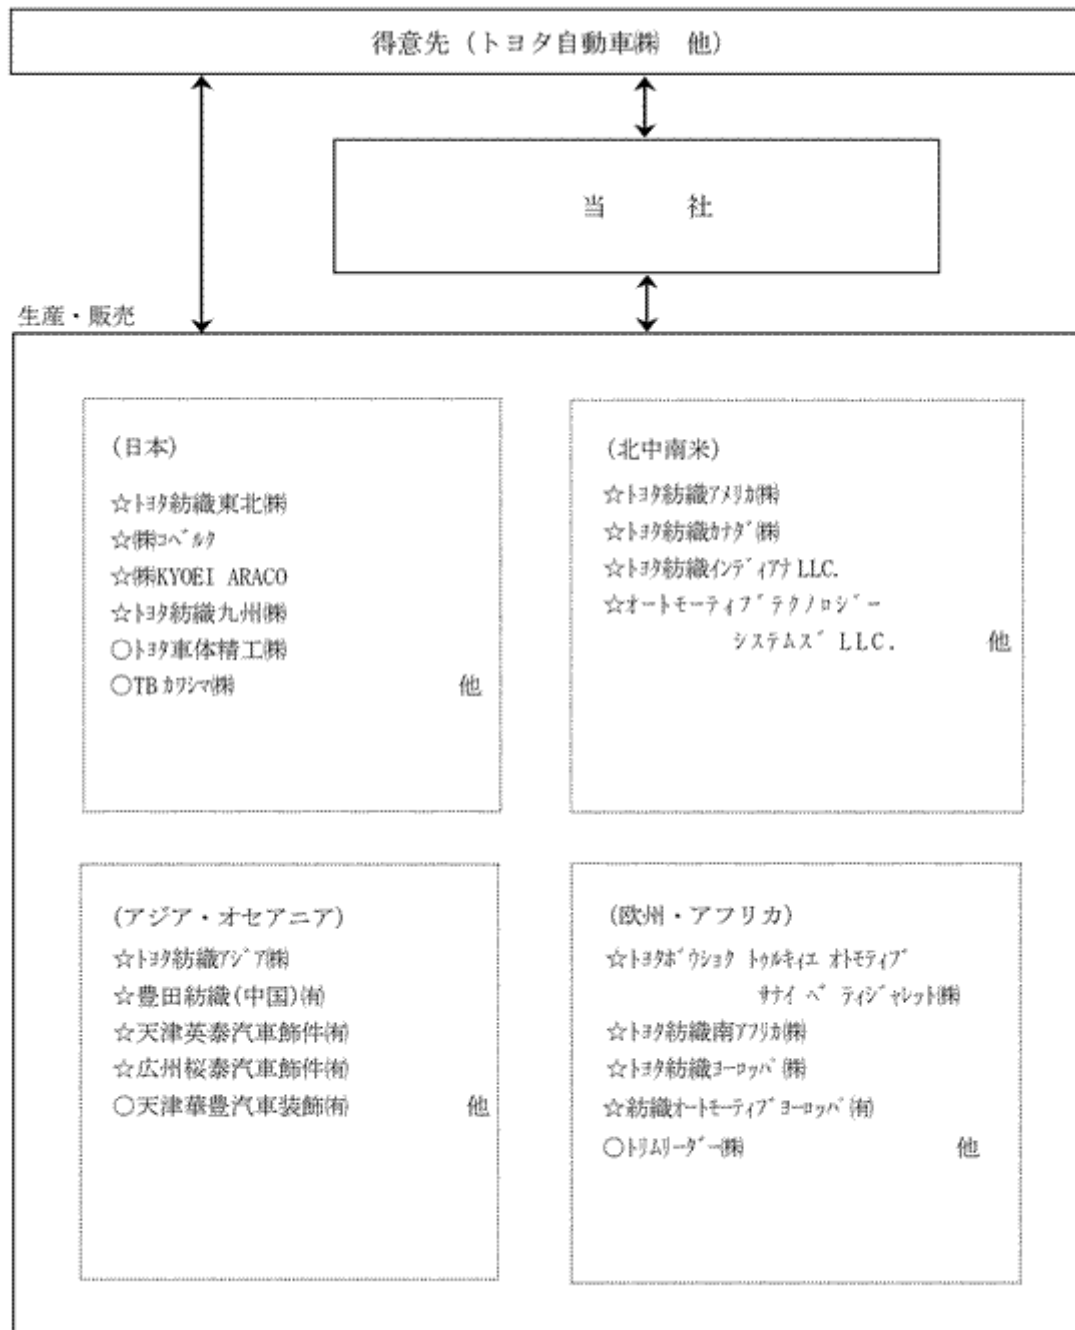 得意先（トヨタ自動車㈱　他）
当　　社
生産・販売
(日本)
☆ﾄﾖﾀ紡織東北㈱
☆㈱ｺﾍﾞﾙｸ
☆㈱KYOEI ARACO
☆ﾄﾖﾀ紡織九州㈱
○ﾄﾖﾀ車体精工㈱
○TBｶﾜｼﾏ㈱　他
(北中南米)
☆ﾄﾖﾀ紡織ｱﾒﾘｶ㈱
☆ﾄﾖﾀ紡織ｶﾅﾀﾞ㈱
☆ﾄﾖﾀ紡織ｲﾝﾃﾞｨｱﾅ LLC.
☆ｵｰﾄﾓｰﾃｨﾌﾞﾃｸﾉﾛｼﾞｰ
ｼｽﾃﾑｽﾞ LLC.　他
(アジア・オセアニア)
☆ﾄﾖﾀ紡織ｱｼﾞｱ㈱
☆豊田紡織(中国)㈲
☆天津英泰汽車飾件㈲
☆広州桜泰汽車飾件㈲
○天津華豊汽車装飾㈲　他
(欧州・アフリカ)
☆ﾄﾖﾀﾎﾞｳｼｮｸ ﾄｩﾙｷｨｴ ｵﾄﾓﾃｨﾌﾞ
ｻﾅｲ ﾍﾞ ﾃｨｼﾞｬﾚｯﾄ㈱
☆ﾄﾖﾀ紡織南ｱﾌﾘｶ㈱
☆ﾄﾖﾀ紡織ﾖｰﾛｯﾊﾟ㈱
☆紡織ｵｰﾄﾓｰﾃｨﾌﾞﾖｰﾛｯﾊﾟ㈲
○ﾄﾘﾑﾘｰﾀﾞｰ㈱　他